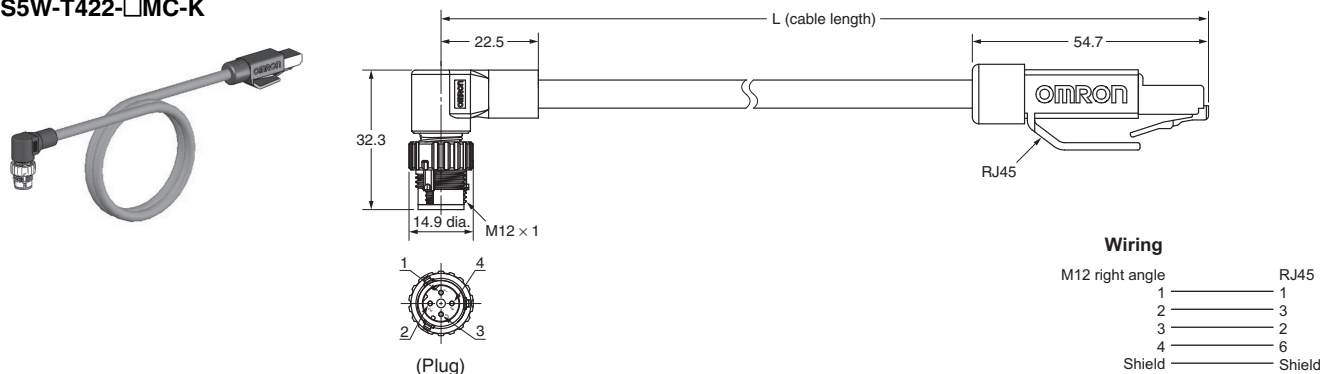 S5W-T422-□MC-K
L (cable length)
22.5
54.7
OMRON
OMRON
OMRON
32.3
RJ45
14.9 dia.
M12 × 1
1 4
2 3
(Plug)
Wiring
M12 right angle RJ45
1 1
2 3
3 2
4 6
Shield Shield